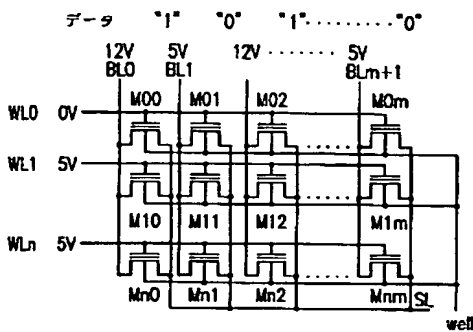 データ "1" "0" "1"·········"0"
12V 5V 12V ········ 5V
BL0 BL1 BLm+1
M00 M01 M02 M0m
WL0 0V
WL1 5V
M10 M11 M12 M1m
WLn 5V
Mn0 Mn1 Mn2 Mnm
SL
well